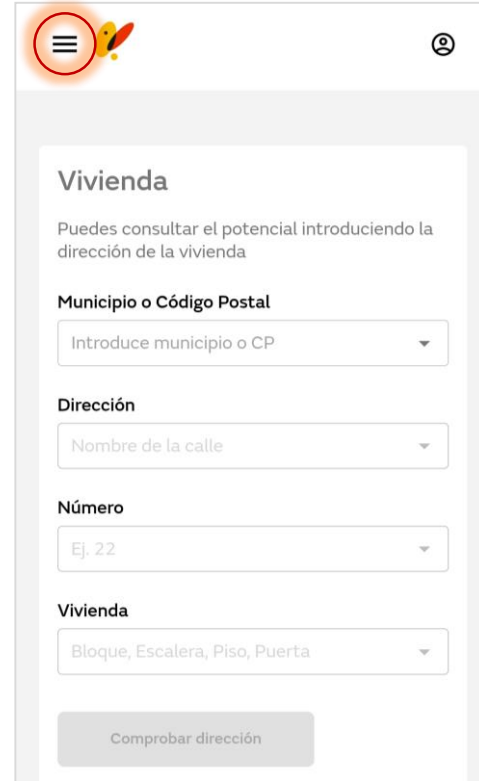 Vivienda
Puedes consultar el potencial introduciendo la
dirección de la vivienda
Municipio o Código Postal
Introduce municipio o CP
Dirección
Nombre de la calle
Número
Ej. 22
Vivienda
Bloque, Escalera, Piso, Puerta
Comprobar dirección